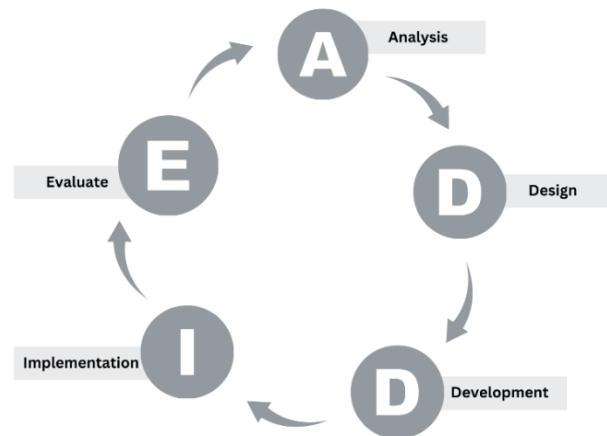 A
Analysis
D
Design
D
Development
I
Implementation
E
Evaluate